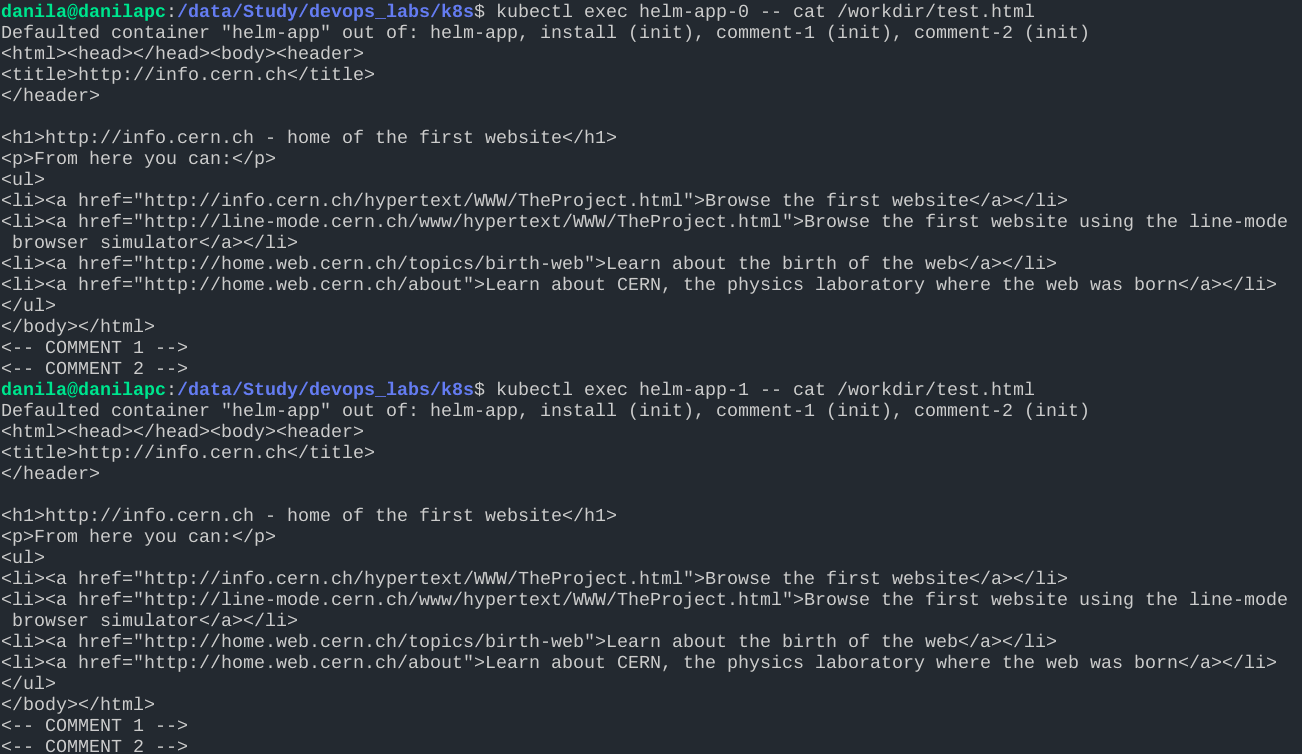 danila@danilapc:/data/Study/devops_labs/k8s$ kubectl exec helm-app-0 -- cat /workdir/test.html
Defaulted container "helm-app" out of: helm-app, install (init), comment-1 (init), comment-2 (init)
<html><head></head><body><header>
<title>http://info.cern.ch</title>
</header>

<h1>http://info.cern.ch - home of the first website</h1>
<p>From here you can:</p>
<ul>
<li><a href="http://info.cern.ch/hypertext/WWW/TheProject.html">Browse the first website</a></li>
<li><a href="http://line-mode.cern.ch/www/hypertext/WWW/TheProject.html">Browse the first website using the line-mode
 browser simulator</a></li>
<li><a href="http://home.web.cern.ch/topics/birth-web">Learn about the birth of the web</a></li>
<li><a href="http://home.web.cern.ch/about">Learn about CERN, the physics laboratory where the web was born</a></li>
</ul>
</body></html>
<-- COMMENT 1 -->
<-- COMMENT 2 -->
danila@danilapc:/data/Study/devops_labs/k8s$ kubectl exec helm-app-1 -- cat /workdir/test.html
Defaulted container "helm-app" out of: helm-app, install (init), comment-1 (init), comment-2 (init)
<html><head></head><body><header>
<title>http://info.cern.ch</title>
</header>

<h1>http://info.cern.ch - home of the first website</h1>
<p>From here you can:</p>
<ul>
<li><a href="http://info.cern.ch/hypertext/WWW/TheProject.html">Browse the first website</a></li>
<li><a href="http://line-mode.cern.ch/www/hypertext/WWW/TheProject.html">Browse the first website using the line-mode
 browser simulator</a></li>
<li><a href="http://home.web.cern.ch/topics/birth-web">Learn about the birth of the web</a></li>
<li><a href="http://home.web.cern.ch/about">Learn about CERN, the physics laboratory where the web was born</a></li>
</ul>
</body></html>
<-- COMMENT 1 -->
<-- COMMENT 2 -->